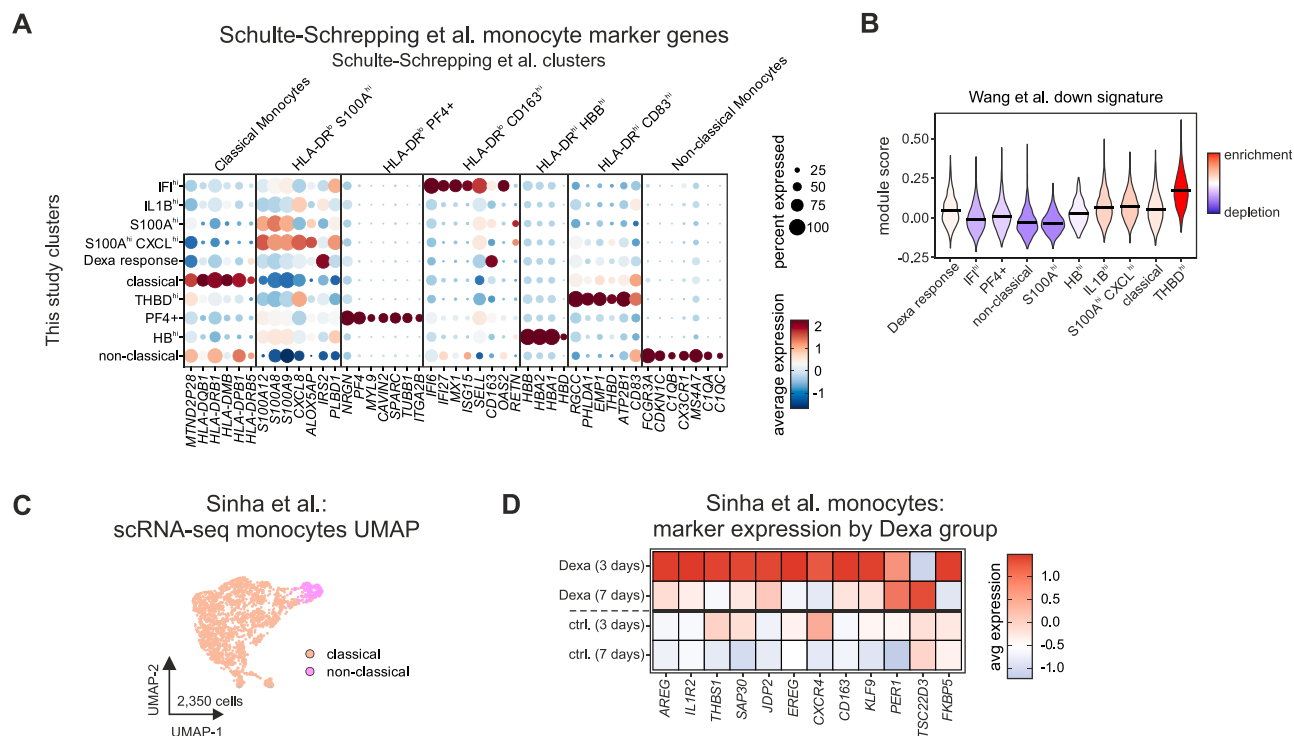 A
Schulte-Schrepping et al. monocyte marker genes
Schulte-Schrepping et al. clusters
Classical Monocytes
HLA-DRlo S100Ahi
HLA-DRlo PF4+
HLA-DRlo CD163hi
HLA-DRhi HBBhi
HLA-DRhi CD83hi
Non-classical Monocytes
This study clusters
IFIhi
IL1Bhi
S100Ahi
S100Ahi CXCLhi
Dexa response
classical
THBDhi
PF4+
HBhi
non-classical
MTND2P28
HLA-DQB1
HLA-DRB1
HLA-DMB
HLA-DPB1
HLA-DRB5
S100A12
S100A8
S100A9
CXCL8
ALOX5AP
IRS2
PLBD1
NRGN
PF4
MYL9
CAVIN2
SPARC
TUBB1
ITGA2B
IFI6
IFI27
MX1
ISG15
SELL
CD163
OAS2
RETN
HBB
HBA2
HBA1
HBD
RGCC
PHLDA1
EMP1
THBD
ATP2B1
CD83
FCGR3A
CDKN1C
C1QB
CX3CR1
MS4A7
C1QA
C1QC
percent expressed
25
50
75
100
average expression
2
1
0
-1
B
Wang et al. down signature
module score
0.50
0.25
0.00
-0.25
Dexa response
IFIhi
PF4+
non-classical
S100Ahi
HBhi
IL1Bhi
S100Ahi CXCLhi
classical
THBDhi
enrichment
depletion
C
Sinha et al.:
scRNA-seq monocytes UMAP
classical
non-classical
UMAP-2
2,350 cells
UMAP-1
D
Sinha et al. monocytes:
marker expression by Dexa group
Dexa (3 days)
Dexa (7 days)
ctrl. (3 days)
ctrl. (7 days)
AREG
IL1R2
THBS1
SAP30
JDP2
EREG
CXCR4
CD163
KLF9
PER1
TSC22D3
FKBP5
avg expression
1.0
0.5
0.0
-0.5
-1.0